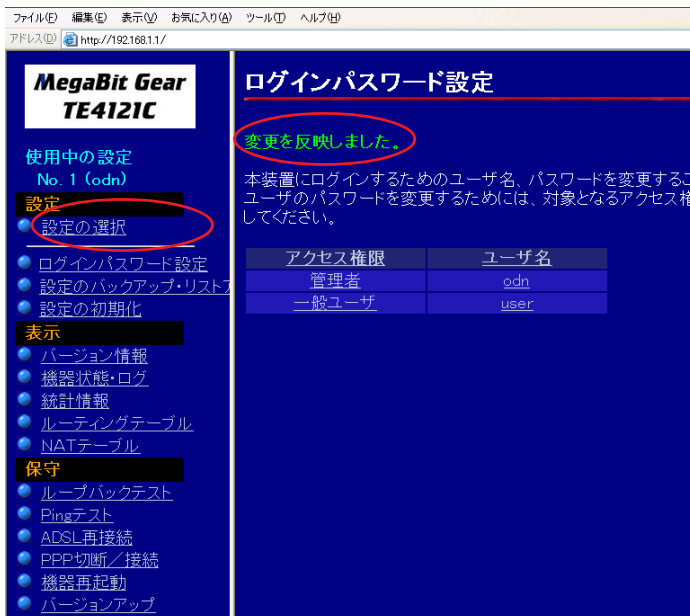 ファイル(F) 編集(E) 表示(V) お気に入り(A) ツール(T) ヘルプ(H)
アドレス(D) http://192.168.1.1/
MegaBit Gear
TE4121C
使用中の設定
No. 1 (odn)
設定
設定の選択
ログインパスワード設定
設定のバックアップ・リストア
設定の初期化
表示
バージョン情報
機器状態・ログ
統計情報
ルーティングテーブル
NATテーブル
保守
ループバックテスト
Pingテスト
ADSL再接続
PPP切断／接続
機器再起動
バージョンアップ
ログインパスワード設定
変更を反映しました。
本装置にログインするためのユーザ名、パスワードを変更するこ
ユーザのパスワードを変更するためには、対象となるアクセス権
してください。
アクセス権限 ユーザ名
管理者 odn
一般ユーザ user